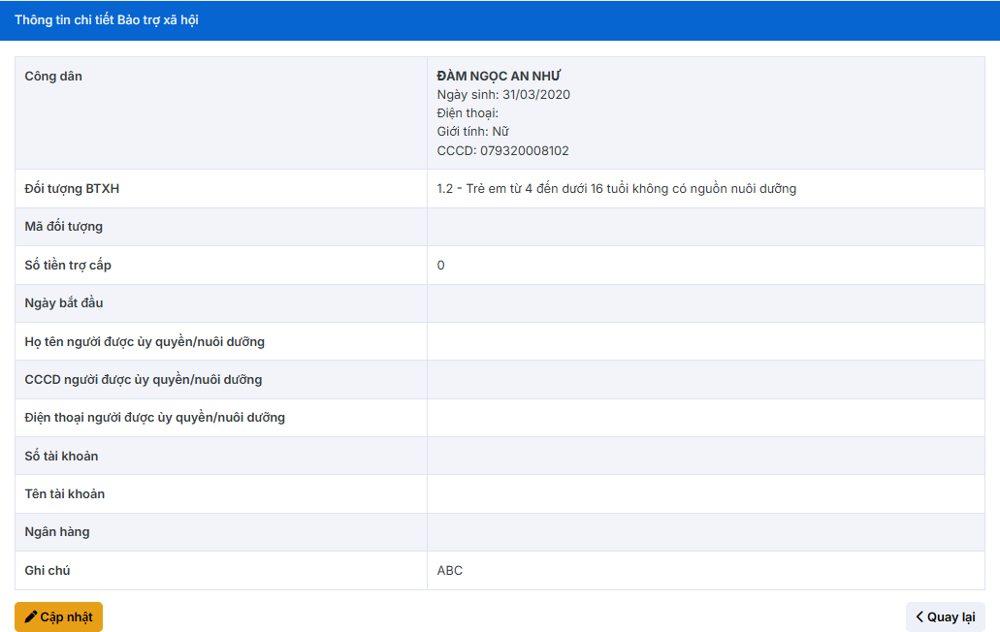 Thông tin chi tiết Bảo trợ xã hội
Công dân
ĐÀM NGỌC AN NHƯ
Ngày sinh: 31/03/2020
Điện thoại:
Giới tính: Nữ
CCCD: 079320008102
Đối tượng BTXH
1.2 - Trẻ em từ 4 đến dưới 16 tuổi không có nguồn nuôi dưỡng
Mã đối tượng
Số tiền trợ cấp
0
Ngày bắt đầu
Họ tên người được ủy quyền/nuôi dưỡng
CCCD người được ủy quyền/nuôi dưỡng
Điện thoại người được ủy quyền/nuôi dưỡng
Số tài khoản
Tên tài khoản
Ngân hàng
Ghi chú
ABC
Cập nhật
Quay lại